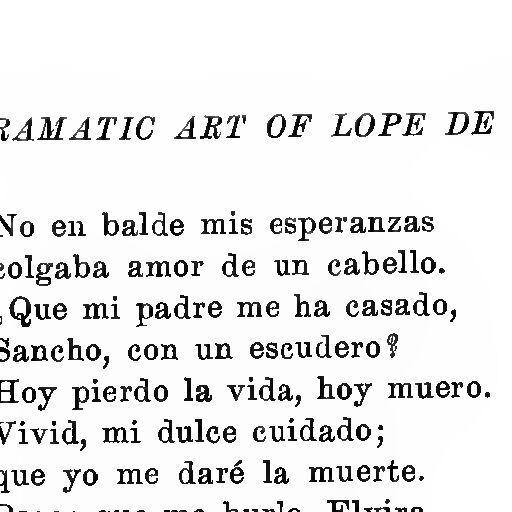 RAMATIC ART OF LOPE DE
No en balde mis esperanzas
colgaba amor de un cabello.
¿Que mi padre me ha casado,
Sancho, con un escudero?
Hoy pierdo la vida, hoy muero.
Vivid, mi dulce cuidado;
que yo me daré la muerte.
que me burlo, Elvira